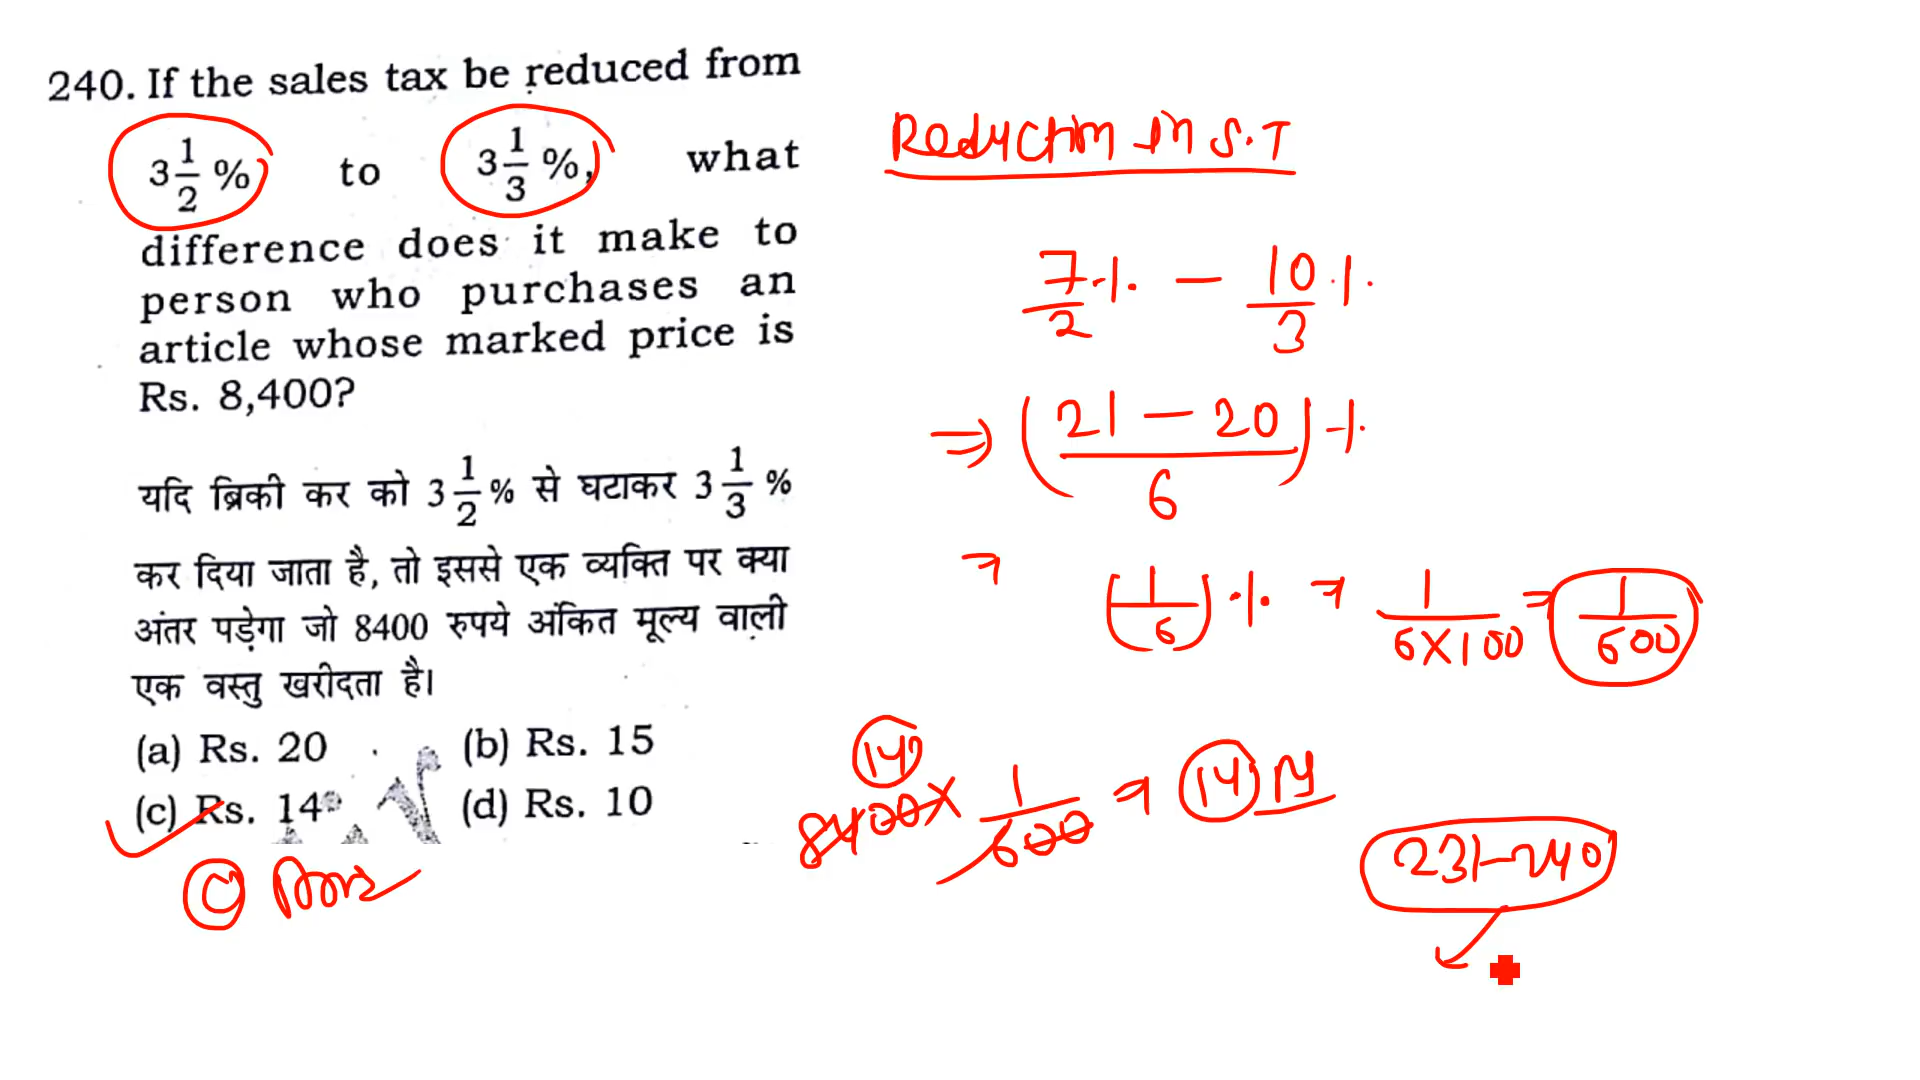 240. If the sales tax be reduced from
3 1/2 % to 3 1/3 %, what
difference does it make to
person who purchases an
article whose marked price is
Rs. 8,400?
यदि ब्रिकी कर को 3 1/2 % से घटाकर 3 1/3 %
कर दिया जाता है, तो इससे एक व्यक्ति पर क्या
अंतर पड़ेगा जो 8400 रुपये अंकित मूल्य वाली
एक वस्तु खरीदता है।
(a) Rs. 20 (b) Rs. 15
(c) Rs. 14 (d) Rs. 10
(C) Ans
Reduction in S.T
7/2 % − 10/3 %
⇒ (21 − 20 / 6) %
⇒ (1/6) % ⇒ 1/6×100 ⇒ 1/600
14
8400 × 1/600 ⇒ 14 Rs
231-240